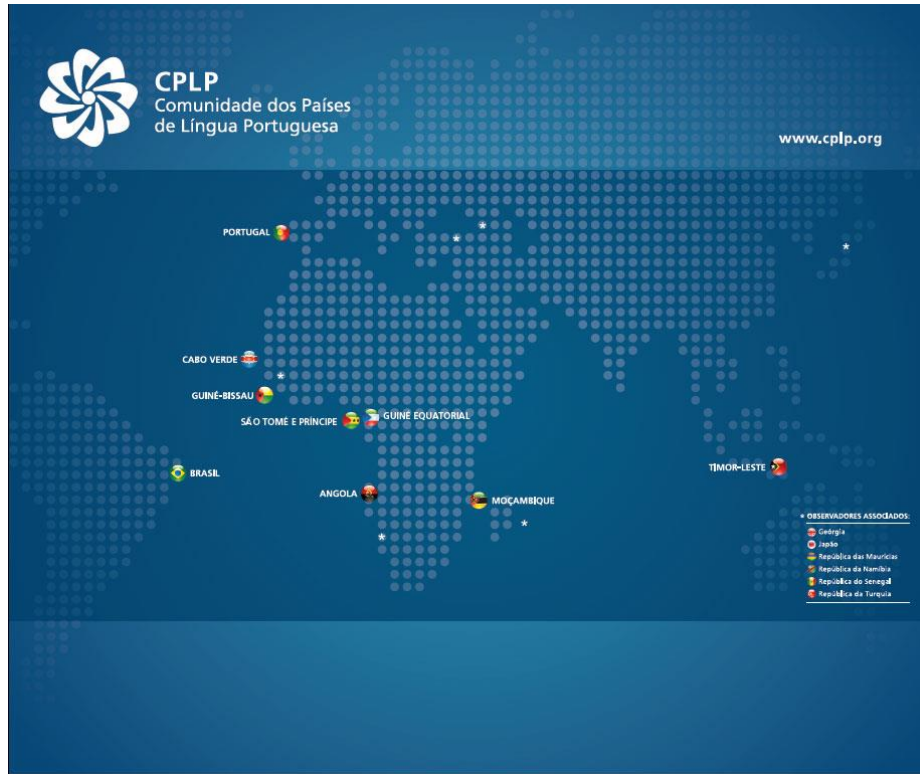 CPLP
Comunidade dos Países
de Língua Portuguesa
www.cplp.org
PORTUGAL
CABO VERDE
*
GUINÉ-BISSAU
SÃO TOMÉ E PRÍNCIPE
GUINÉ EQUATORIAL
BRASIL
TIMOR-LESTE
ANGOLA
MOÇAMBIQUE
* OBSERVADORES ASSOCIADOS:
Geórgia
Japão
República das Maurícias
República da Namíbia
República do Senegal
República da Turquia